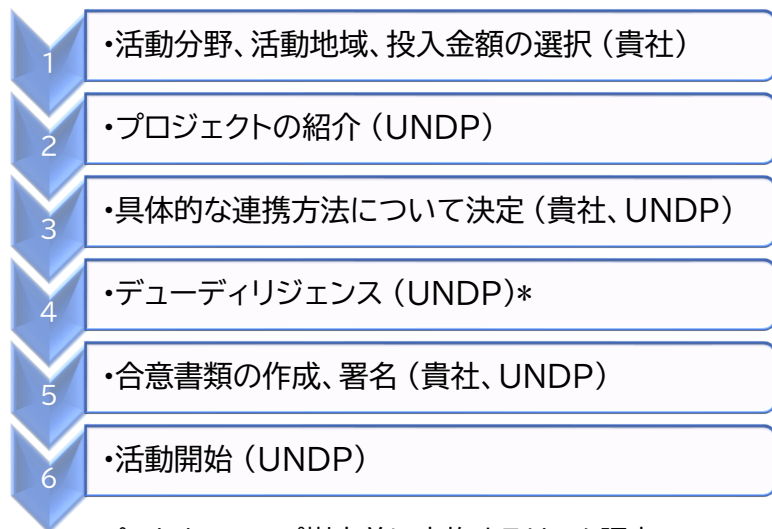 1
•活動分野、活動地域、投入金額の選択（貴社）
2
•プロジェクトの紹介（UNDP）
3
•具体的な連携方法について決定（貴社、UNDP）
4
•デューディリジェンス（UNDP）*
5
•合意書類の作成、署名（貴社、UNDP）
6
•活動開始（UNDP）